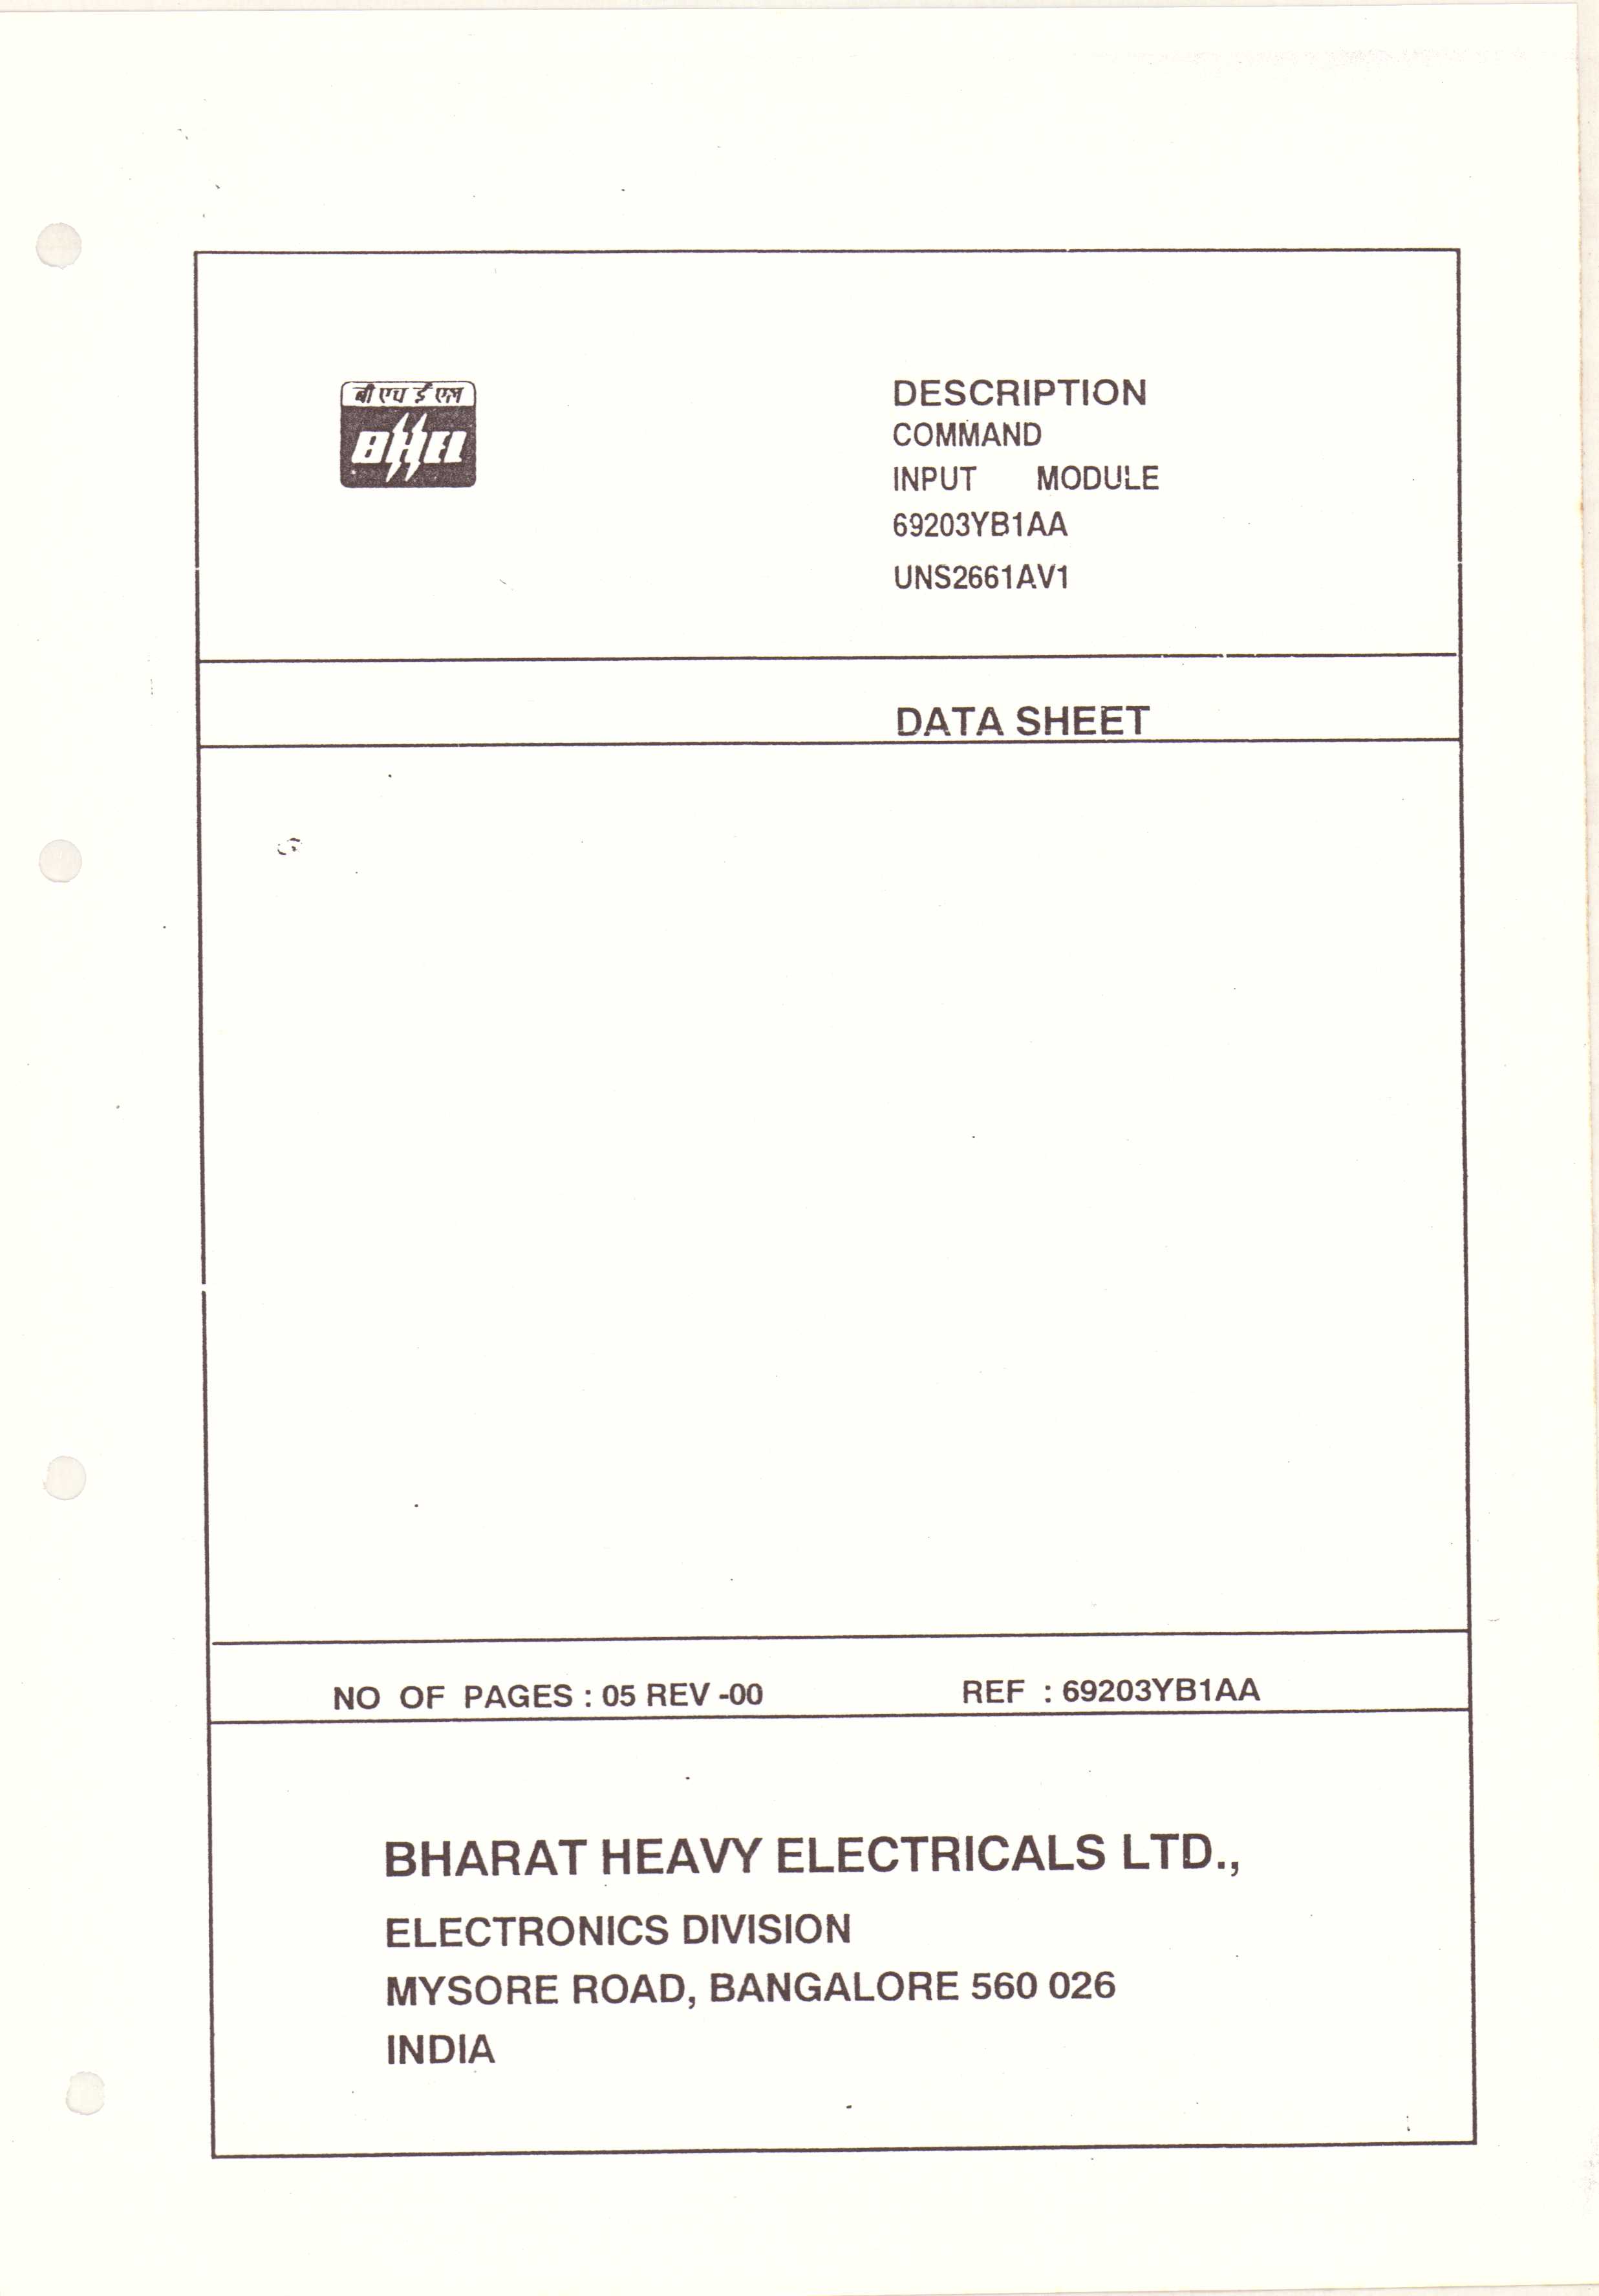 बी एच ई एल
BHEL
DESCRIPTION
COMMAND
INPUT MODULE
69203YB1AA
UNS2661AV1
DATA SHEET
NO OF PAGES : 05 REV -00 REF : 69203YB1AA
BHARAT HEAVY ELECTRICALS LTD.,
ELECTRONICS DIVISION
MYSORE ROAD, BANGALORE 560 026
INDIA